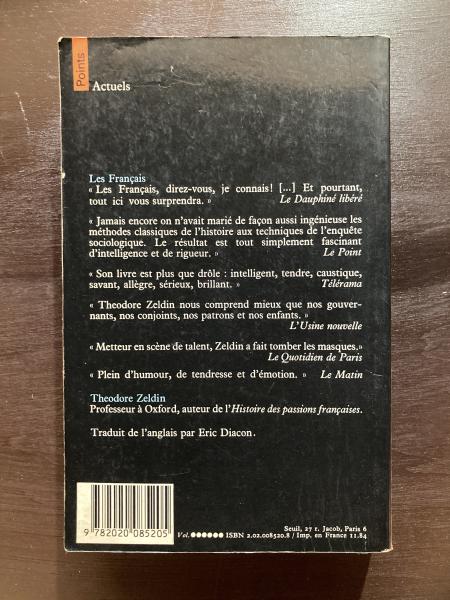 Points
Actuels
Les Français
« Les Français, direz-vous, je connais! [...] Et pourtant,
tout ici vous surprendra. » Le Dauphiné libéré
« Jamais encore on n'avait marié de façon aussi ingénieuse les
méthodes classiques de l'histoire aux techniques de l'enquête
sociologique. Le résultat est tout simplement fascinant
d'intelligence et de rigueur. » Le Point
« Son livre est plus que drôle : intelligent, tendre, caustique,
savant, allègre, sérieux, brillant. » Télérama
« Theodore Zeldin nous comprend mieux que nos gouver-
nants, nos conjoints, nos patrons et nos enfants. »
L'Usine nouvelle
« Metteur en scène de talent, Zeldin a fait tomber les masques.»
Le Quotidien de Paris
« Plein d'humour, de tendresse et d'émotion. » Le Matin
Theodore Zeldin
Professeur à Oxford, auteur de l'Histoire des passions françaises.
Traduit de l'anglais par Eric Diacon.
9 782020 085205
Seuil, 27 r. Jacob, Paris 6
Vol. ●●●●●● ISBN 2.02.008520.8 / Imp. en France 11.84